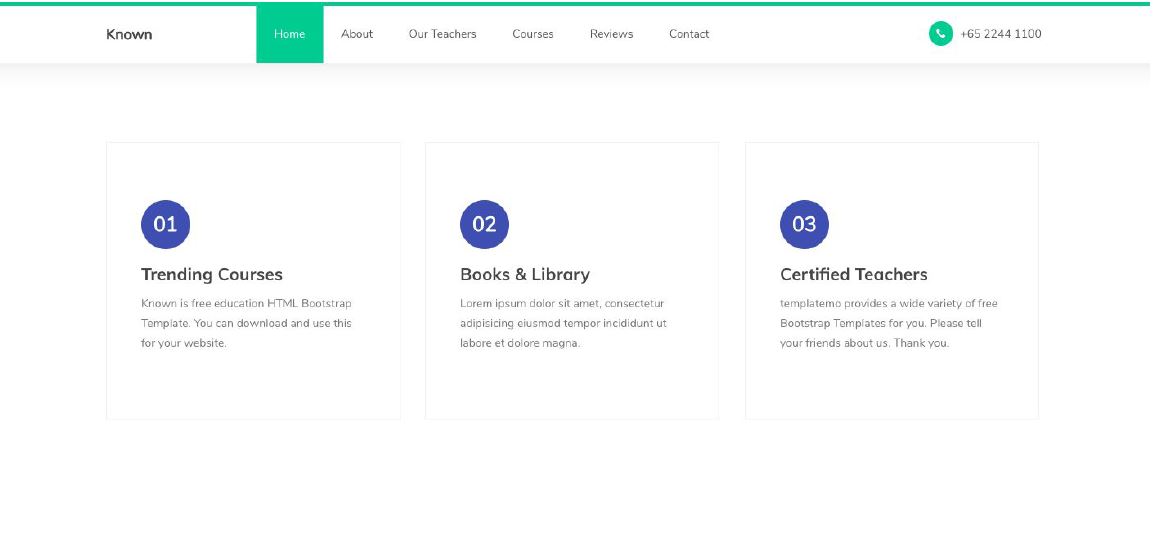 Known
Home About Our Teachers Courses Reviews Contact
+65 2244 1100
01
Trending Courses
Known is free education HTML Bootstrap
Template. You can download and use this
for your website.
02
Books & Library
Lorem ipsum dolor sit amet, consectetur
adipisicing eiusmod tempor incididunt ut
labore et dolore magna.
03
Certified Teachers
templatemo provides a wide variety of free
Bootstrap Templates for you. Please tell
your friends about us. Thank you.